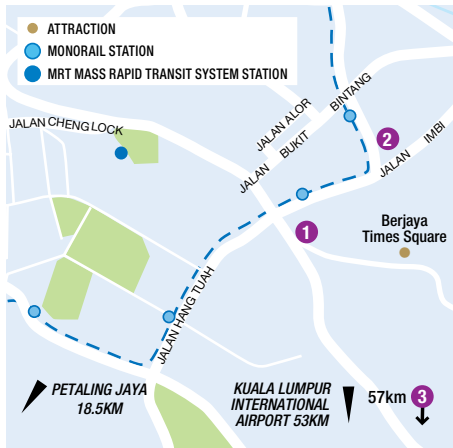 ATTRACTION
MONORAIL STATION
MRT MASS RAPID TRANSIT SYSTEM STATION
JALAN CHENG LOCK
JALAN ALOR
JALAN BUKIT BINTANG
2
JALAN IMBI
1
Berjaya
Times Square
JALAN HANG TUAH
PETALING JAYA
18.5KM
KUALA LUMPUR
INTERNATIONAL
AIRPORT 53KM
57km 3